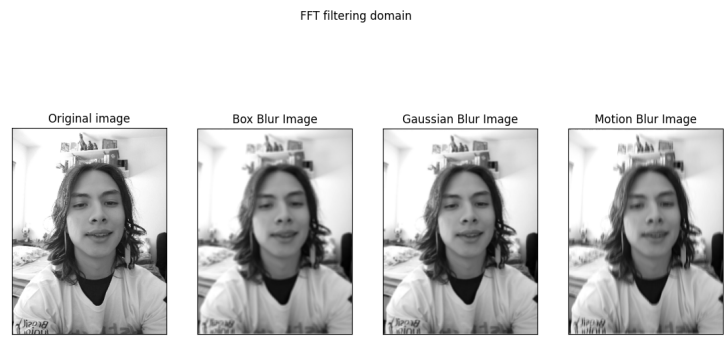 FFT filtering domain
Original image
Box Blur Image
Gaussian Blur Image
Motion Blur Image